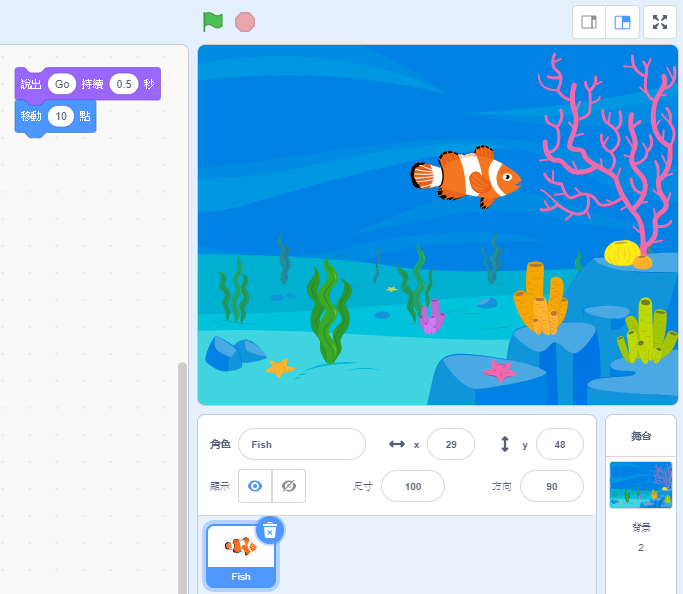 說出 Go 持續 0.5 秒
移動 10 點
角色 Fish x 29 y 48
顯示 尺寸 100 方向 90
Fish
舞台
背景
2